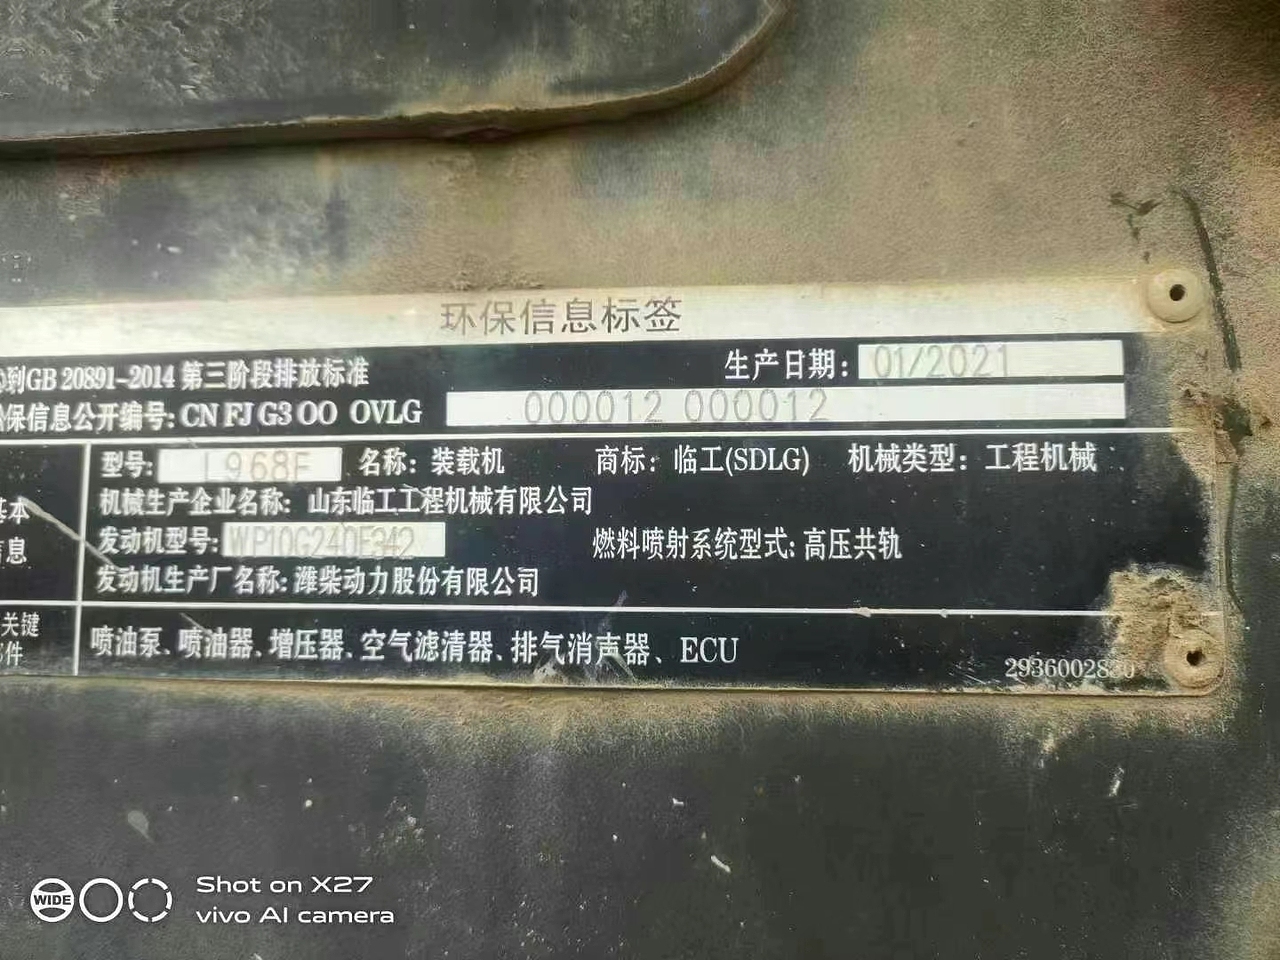 环保信息标签
到GB 20891-2014 第三阶段排放标准
生产日期: 01/2021
保信息公开编号: CN FJ G3 OO OVLG 000012 000012
型号: L968F 名称: 装载机 商标: 临工(SDLG) 机械类型: 工程机械
机械生产企业名称: 山东临工工程机械有限公司
基本
信息
发动机型号: WP10G240E342 燃料喷射系统型式: 高压共轨
发动机生产厂名称: 潍柴动力股份有限公司
关键
件
喷油泵、喷油器、增压器、空气滤清器、排气消声器、ECU
WIDE
Shot on X27
vivo AI camera